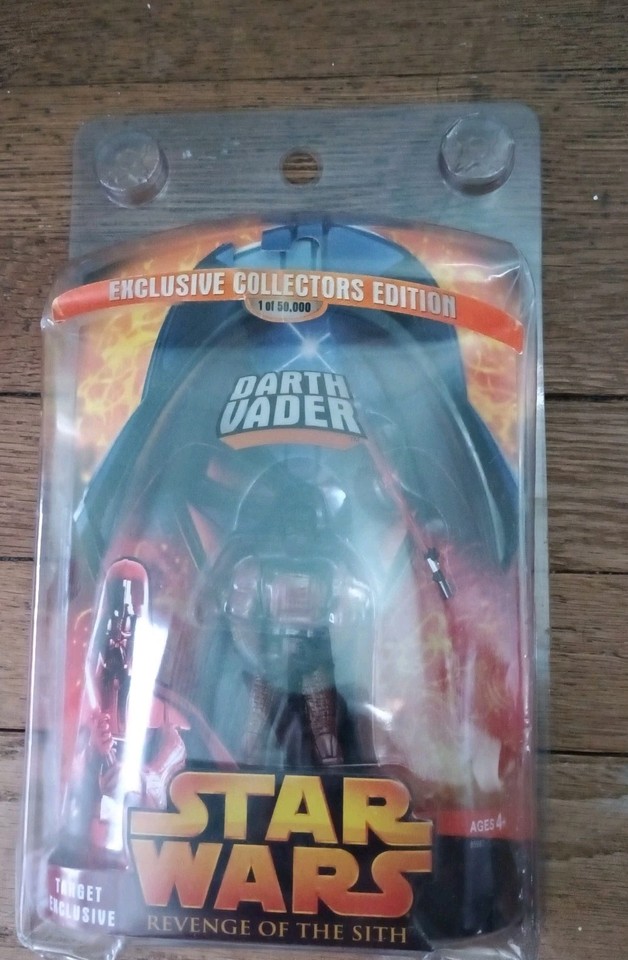 EXCLUSIVE COLLECTORS EDITION
1 of 50,000
DARTH
VADER
STAR
WARS
REVENGE OF THE SITH
AGES 4+
TARGET
EXCLUSIVE